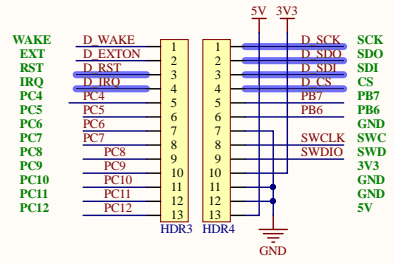 5V 3V3
WAKE D_WAKE 1 1 D_SCK SCK
EXT D_EXTON 2 2 D_SDO SDO
RST D_RST 3 3 D_SDI SDI
IRQ D_IRQ 4 4 D_CS CS
PC4 PC4 5 5 PB7 PB7
PC5 PC5 6 6 PB6 PB6
PC6 PC6 7 7 GND
PC7 PC7 8 8 SWCLK SWC
PC8 PC8 9 9 SWDIO SWD
PC9 PC9 10 10 3V3
PC10 PC10 11 11 GND
PC11 PC11 12 12 GND
PC12 PC12 13 13 5V
HDR3 HDR4
GND